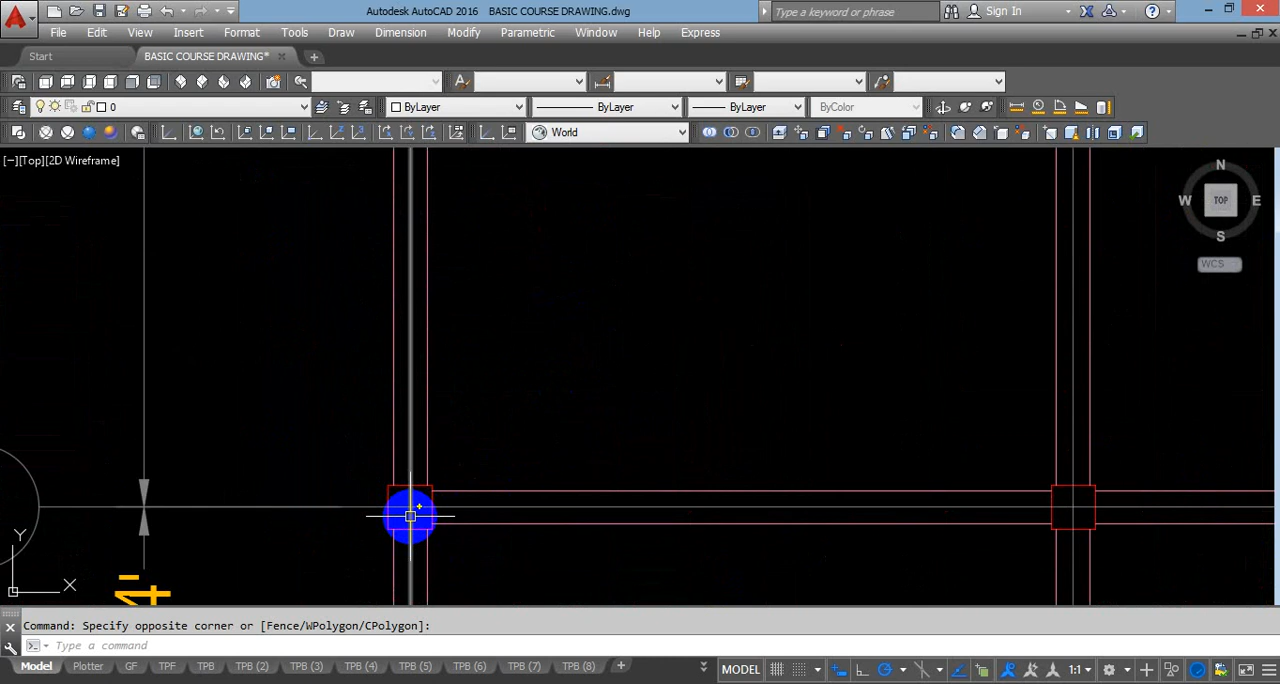 Autodesk AutoCAD 2016 BASIC COURSE DRAWING.dwg
Type a keyword or phrase
Sign In
File Edit View Insert Format Tools Draw Dimension Modify Parametric Window Help Express
Start
BASIC COURSE DRAWING*
0
ByLayer
ByLayer
ByLayer
ByColor
World
[−][Top][2D Wireframe]
N
W
TOP
E
S
WCS
Y
X
Command: Specify opposite corner or [Fence/WPolygon/CPolygon]:
Type a command
Model Plotter GF TPF TPB TPB (2) TPB (3) TPB (4) TPB (5) TPB (6) TPB (7) TPB (8)
MODEL
1:1